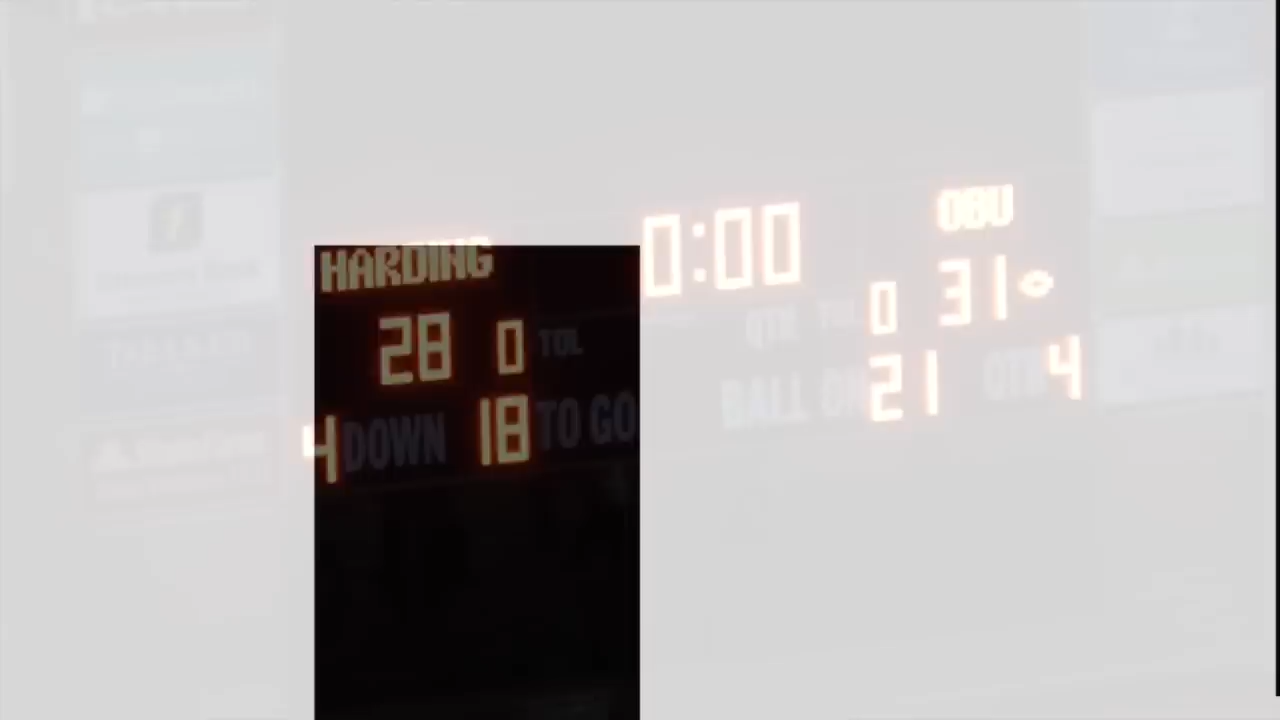 HARDING 0:00 OBU
28 0 TOL QTR TOL 0 31
4 DOWN 18 TO GO BALL ON 21 QTR 4